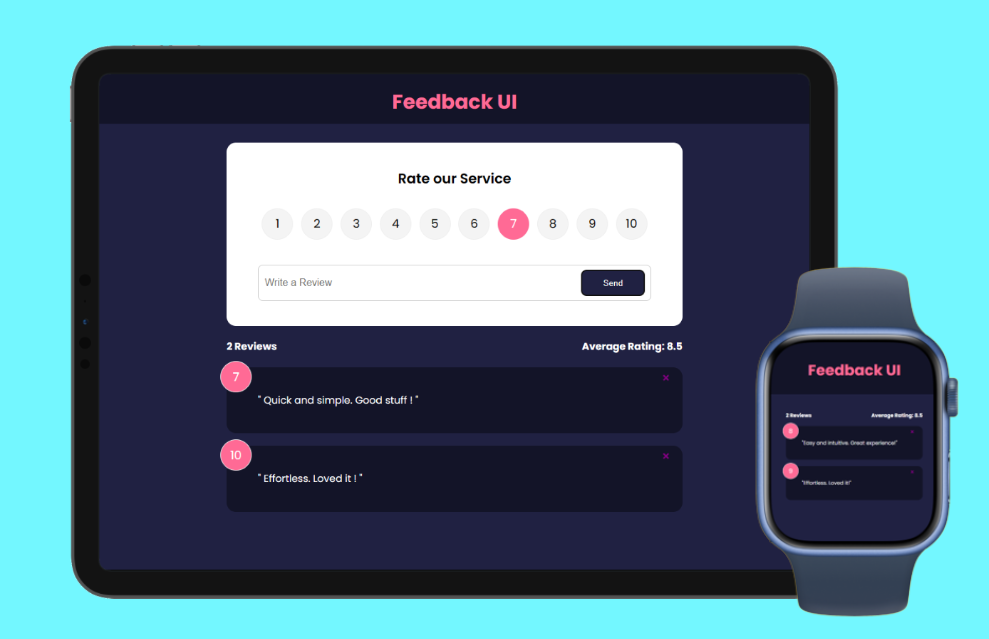 Feedback UI
Rate our Service
1 2 3 4 5 6 7 8 9 10
Write a Review
Send
2 Reviews Average Rating: 8.5
7
" Quick and simple. Good stuff ! "
10
" Effortless. Loved it ! "
Feedback UI
2 Reviews Average Rating: 8.5
8
"Easy and intuitive. Great experience!"
9
"Effortless. Loved it!"